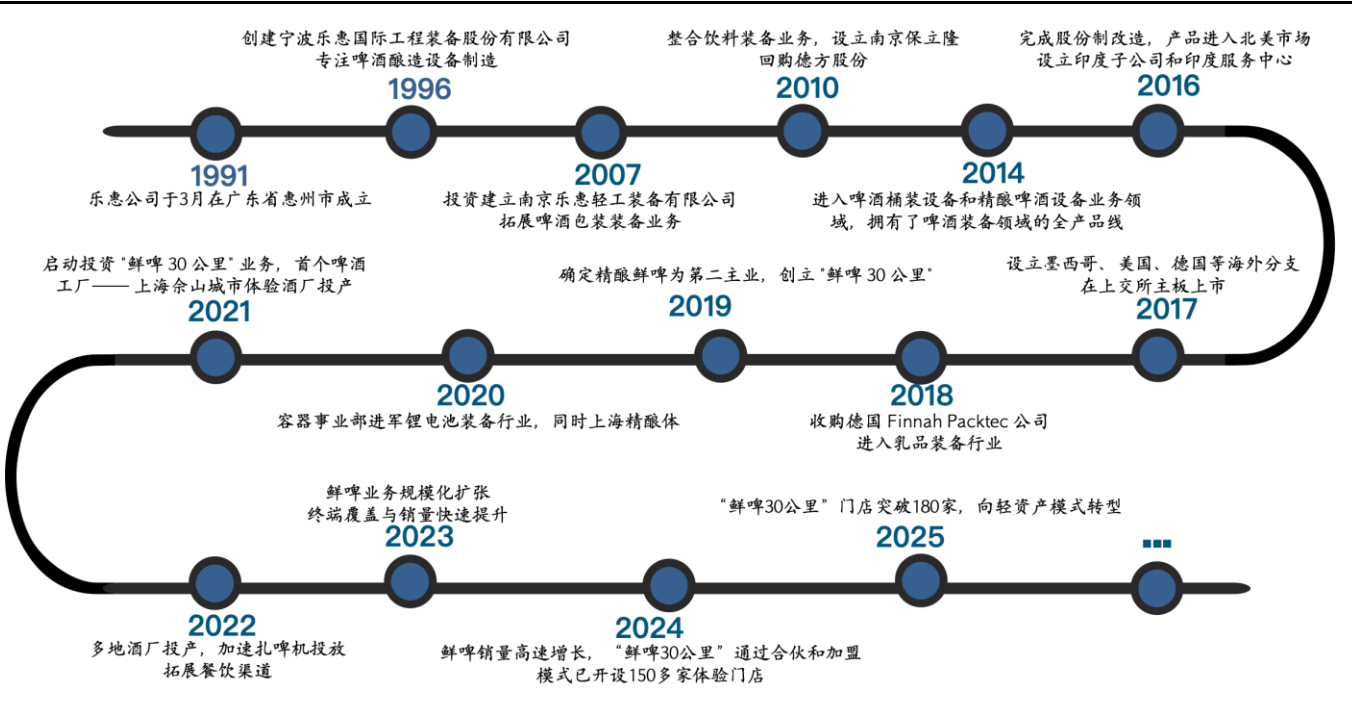 创建宁波乐惠国际工程装备股份有限公司
专注啤酒酿造设备制造
1996
整合饮料装备业务，设立南京保立隆
回购德方股份
2010
完成股份制改造，产品进入北美市场
设立印度子公司和印度服务中心
2016
1991
乐惠公司于3月在广东省惠州市成立
2007
投资建立南京乐惠轻工装备有限公司
拓展啤酒包装装备业务
2014
进入啤酒桶装设备和精酿啤酒设备业务领
域，拥有了啤酒装备领域的全产品线
启动投资 "鲜啤 30 公里" 业务，首个啤酒
工厂—— 上海佘山城市体验酒厂投产
2021
确定精酿鲜啤为第二主业，创立 "鲜啤 30 公里"
2019
设立墨西哥、美国、德国等海外分支
在上交所主板上市
2017
2020
容器事业部进军锂电池装备行业，同时上海精酿体
2018
收购德国 Finnah Packtec 公司
进入乳品装备行业
鲜啤业务规模化扩张
终端覆盖与销量快速提升
2023
“鲜啤30公里” 门店突破180家，向轻资产模式转型
2025
...
2022
多地酒厂投产，加速扎啤机投放
拓展餐饮渠道
2024
鲜啤销量高速增长， “鲜啤30公里” 通过合伙和加盟
模式已开设150多家体验门店